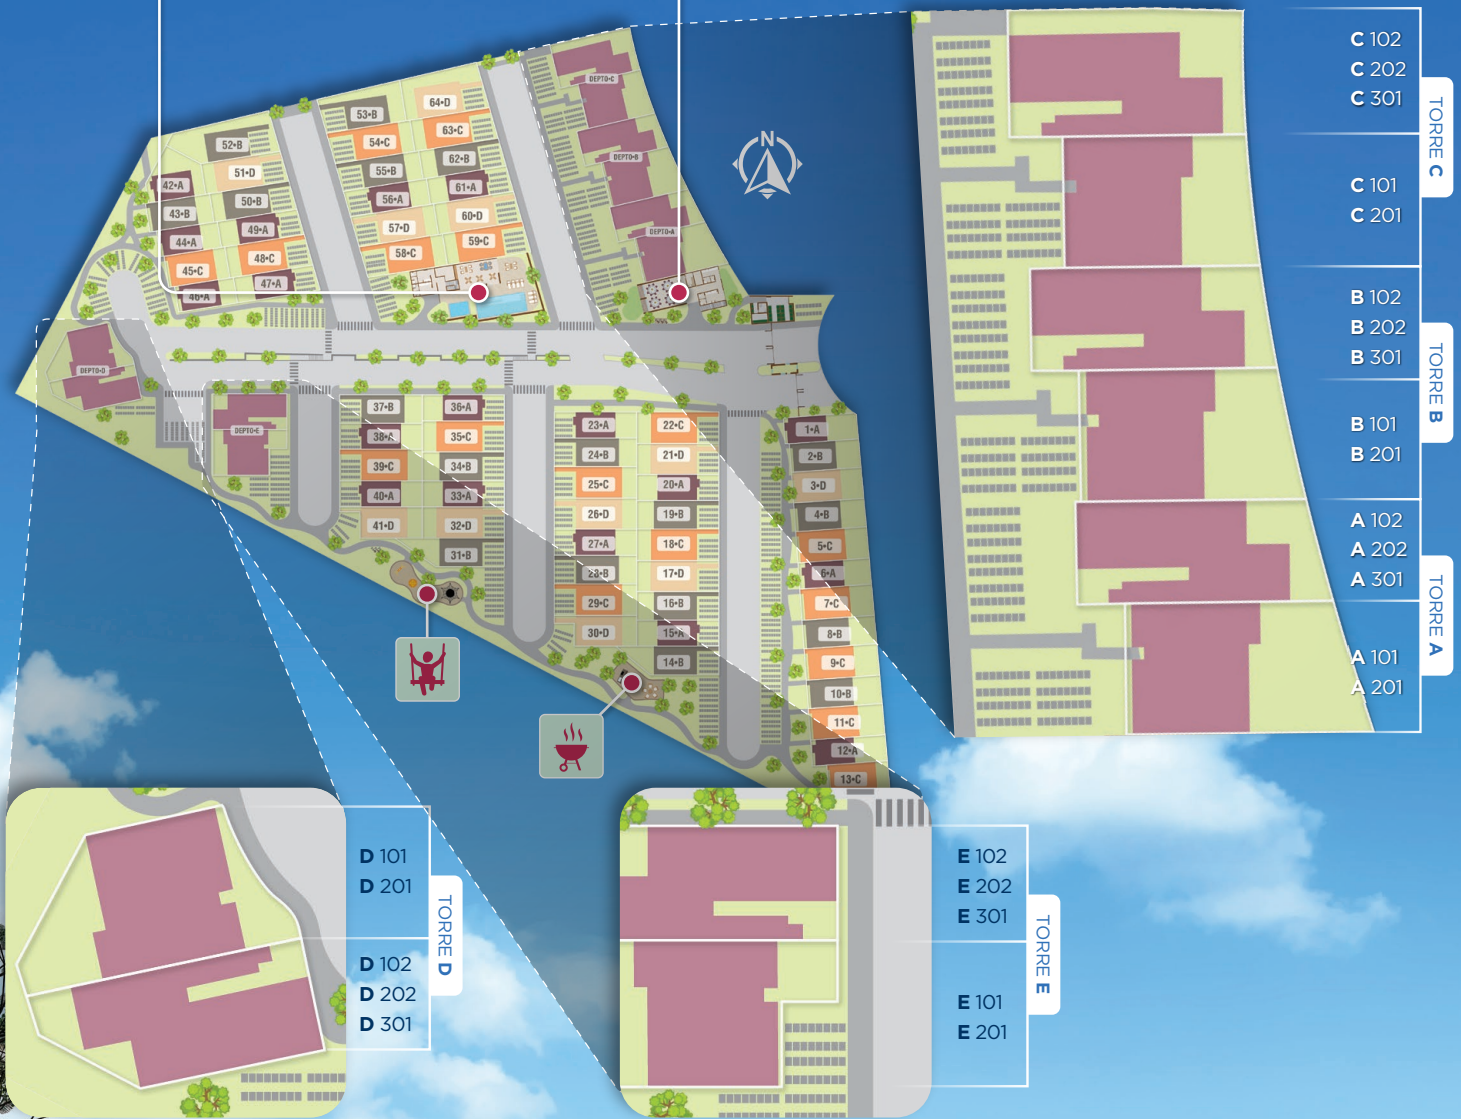 N
DEPTO•C
DEPTO•B
DEPTO•A
DEPTO•D
DEPTO•E
64•D
53•B
63•C
54•C
52•B
62•B
55•B
51•D
61•A
42•A
56•A
50•B
60•D
43•B
57•D
49•A
59•C
44•A
58•C
48•C
45•C
47•A
46•A
37•B
36•A
38•A
35•C
39•C
34•B
40•A
33•A
41•D
32•D
31•B
23•A
22•C
24•B
21•D
25•C
20•A
26•D
19•B
27•A
18•C
28•B
17•D
29•C
16•B
30•D
15•A
14•B
1•A
2•B
3•D
4•B
5•C
6•A
7•C
8•B
9•C
10•B
11•C
12•A
13•C
C 102
C 202
C 301
C 101
C 201
TORRE C
B 102
B 202
B 301
B 101
B 201
TORRE B
A 102
A 202
A 301
A 101
A 201
TORRE A
D 101
D 201
D 102
D 202
D 301
TORRE D
E 102
E 202
E 301
E 101
E 201
TORRE E